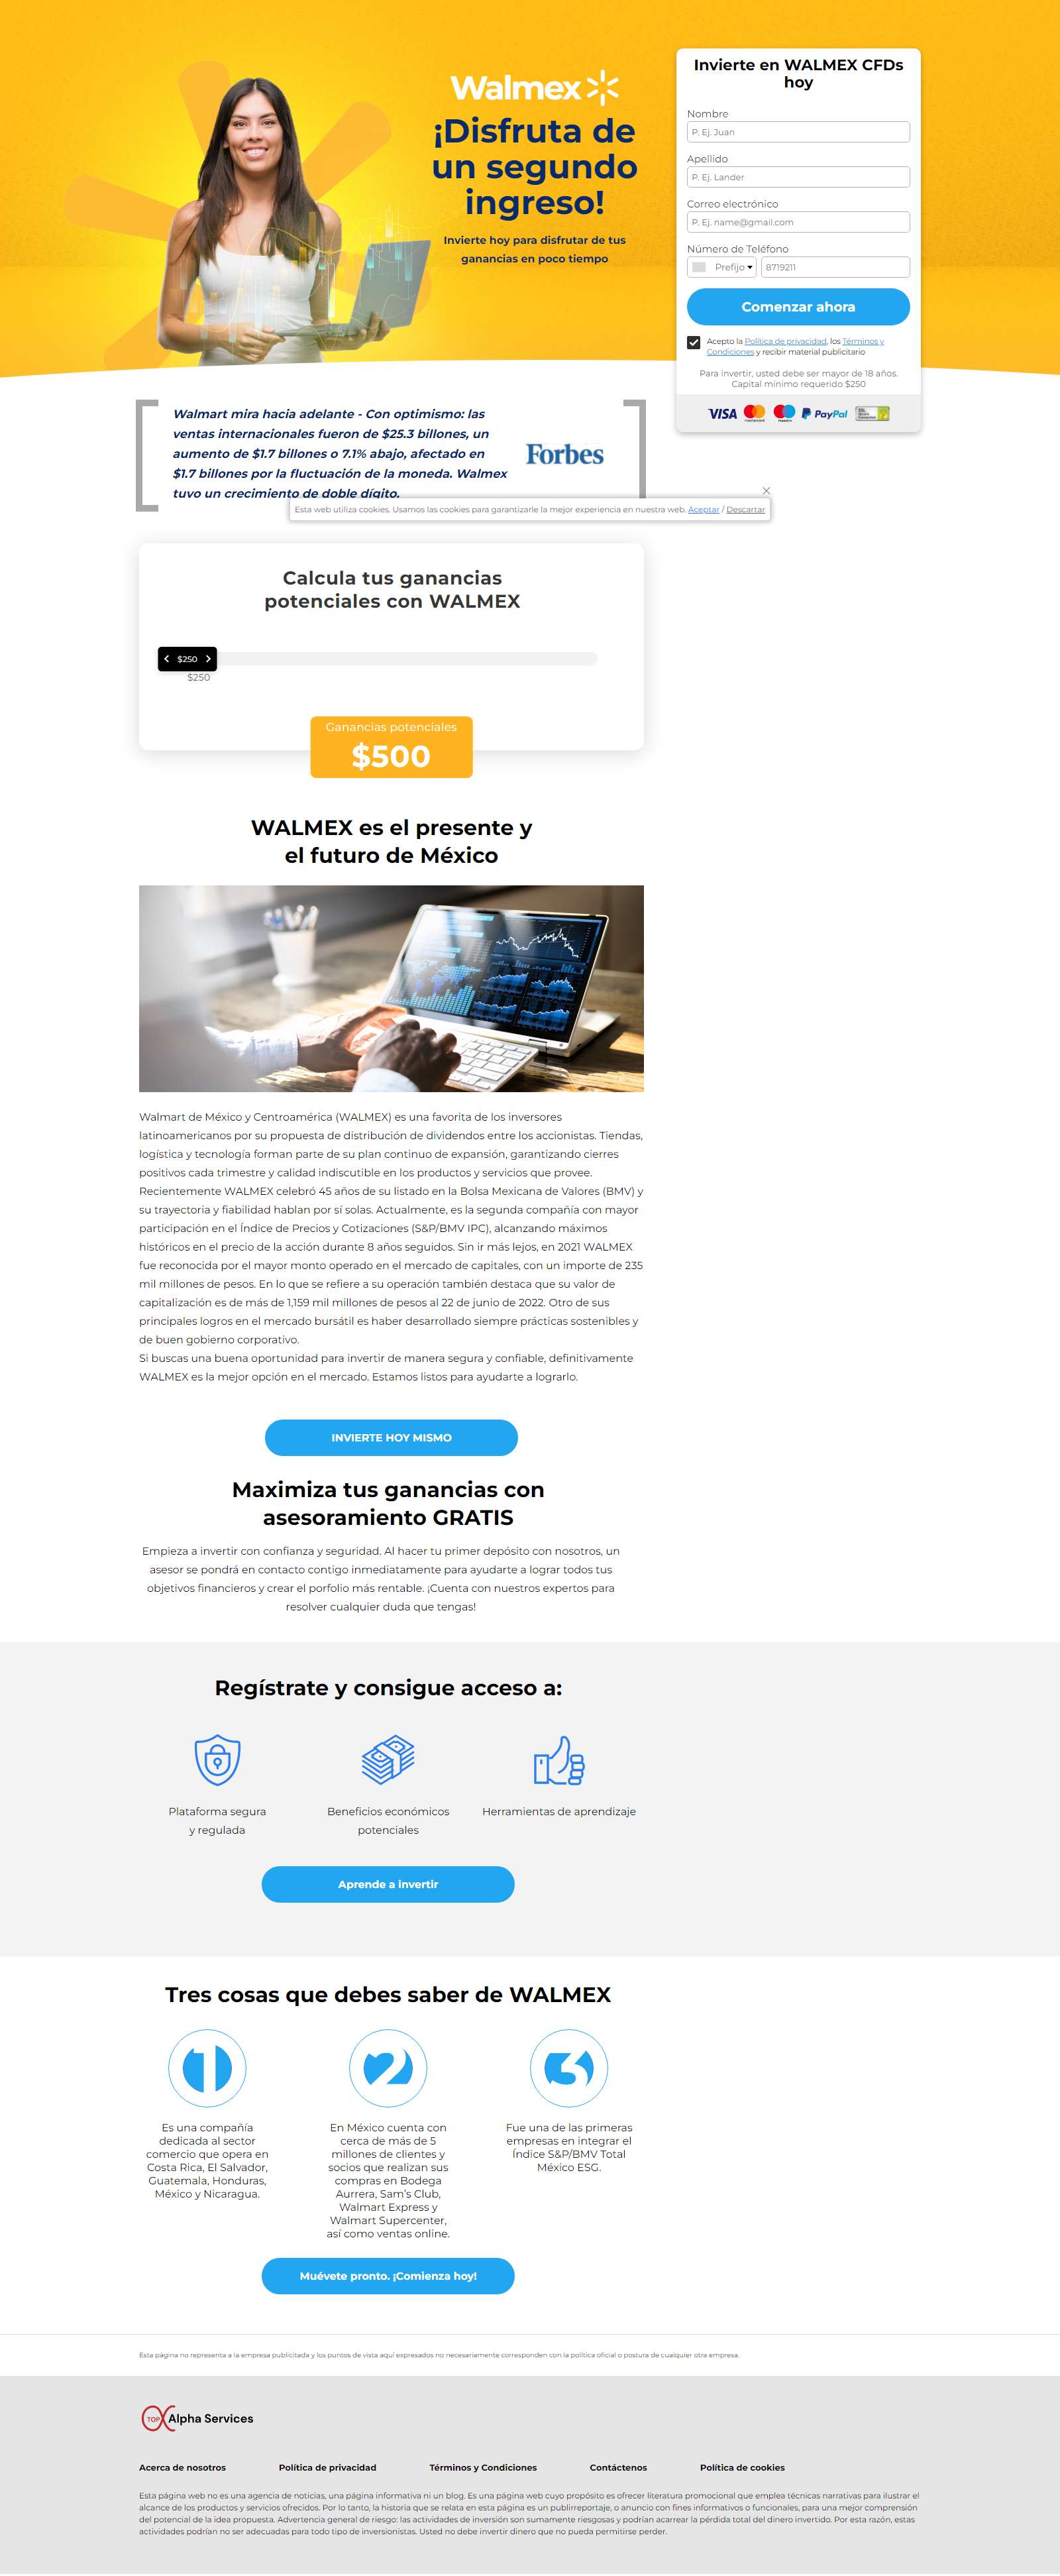 Walmex
¡Disfruta de
un segundo
ingreso!
Invierte hoy para disfrutar de tus
ganancias en poco tiempo
Invierte en WALMEX CFDs
hoy
Nombre
P. Ej. Juan
Apellido
P. Ej. Lander
Correo electrónico
P. Ej. name@gmail.com
Número de Teléfono
Prefijo
8719211
Comenzar ahora
Acepto la Política de privacidad, los Términos y
Condiciones y recibir material publicitario
Para invertir, usted debe ser mayor de 18 años.
Capital mínimo requerido $250
VISA mastercard maestro PayPal
Walmart mira hacia adelante - Con optimismo: las
ventas internacionales fueron de $25.3 billones, un
aumento de $1.7 billones o 7.1% abajo, afectado en
$1.7 billones por la fluctuación de la moneda. Walmex
tuvo un crecimiento de doble dígito.
Forbes
Esta web utiliza cookies. Usamos las cookies para garantizarle la mejor experiencia en nuestra web. Aceptar / Descartar
Calcula tus ganancias
potenciales con WALMEX
$250
$250
Ganancias potenciales
$500
WALMEX es el presente y
el futuro de México
Walmart de México y Centroamérica (WALMEX) es una favorita de los inversores
latinoamericanos por su propuesta de distribución de dividendos entre los accionistas. Tiendas,
logística y tecnología forman parte de su plan continuo de expansión, garantizando cierres
positivos cada trimestre y calidad indiscutible en los productos y servicios que provee.
Recientemente WALMEX celebró 45 años de su listado en la Bolsa Mexicana de Valores (BMV) y
su trayectoria y fiabilidad hablan por sí solas. Actualmente, es la segunda compañía con mayor
participación en el Índice de Precios y Cotizaciones (S&P/BMV IPC), alcanzando máximos
históricos en el precio de la acción durante 8 años seguidos. Sin ir más lejos, en 2021 WALMEX
fue reconocida por el mayor monto operado en el mercado de capitales, con un importe de 235
mil millones de pesos. En lo que se refiere a su operación también destaca que su valor de
capitalización es de más de 1,159 mil millones de pesos al 22 de junio de 2022. Otro de sus
principales logros en el mercado bursátil es haber desarrollado siempre prácticas sostenibles y
de buen gobierno corporativo.
Si buscas una buena oportunidad para invertir de manera segura y confiable, definitivamente
WALMEX es la mejor opción en el mercado. Estamos listos para ayudarte a lograrlo.
INVIERTE HOY MISMO
Maximiza tus ganancias con
asesoramiento GRATIS
Empieza a invertir con confianza y seguridad. Al hacer tu primer depósito con nosotros, un
asesor se pondrá en contacto contigo inmediatamente para ayudarte a lograr todos tus
objetivos financieros y crear el porfolio más rentable. ¡Cuenta con nuestros expertos para
resolver cualquier duda que tengas!
Regístrate y consigue acceso a:
Plataforma segura
y regulada
Beneficios económicos
potenciales
Herramientas de aprendizaje
Aprende a invertir
Tres cosas que debes saber de WALMEX
1
Es una compañía
dedicada al sector
comercio que opera en
Costa Rica, El Salvador,
Guatemala, Honduras,
México y Nicaragua.
2
En México cuenta con
cerca de más de 5
millones de clientes y
socios que realizan sus
compras en Bodega
Aurrera, Sam's Club,
Walmart Express y
Walmart Supercenter,
así como ventas online.
3
Fue una de las primeras
empresas en integrar el
Índice S&P/BMV Total
México ESG.
Muévete pronto. ¡Comienza hoy!
Esta página no representa a la empresa publicitada y los puntos de vista aquí expresados no necesariamente corresponden con la política oficial o postura de cualquier otra empresa.
TOP Alpha Services
Acerca de nosotros
Política de privacidad
Términos y Condiciones
Contáctenos
Política de cookies
Esta página web no es una agencia de noticias, una página informativa ni un blog. Es una página web cuyo propósito es ofrecer literatura promocional que emplea técnicas narrativas para ilustrar el
alcance de los productos y servicios ofrecidos. Por lo tanto, la historia que se relata en esta página es un publirreportaje, o anuncio con fines informativos o funcionales, para una mejor comprensión
del potencial de la idea propuesta. Advertencia general de riesgo: las actividades de inversión son sumamente riesgosas y podrían acarrear la pérdida total del dinero invertido. Por esta razón, estas
actividades podrían no ser adecuadas para todo tipo de inversionistas. Usted no debe invertir dinero que no pueda permitirse perder.